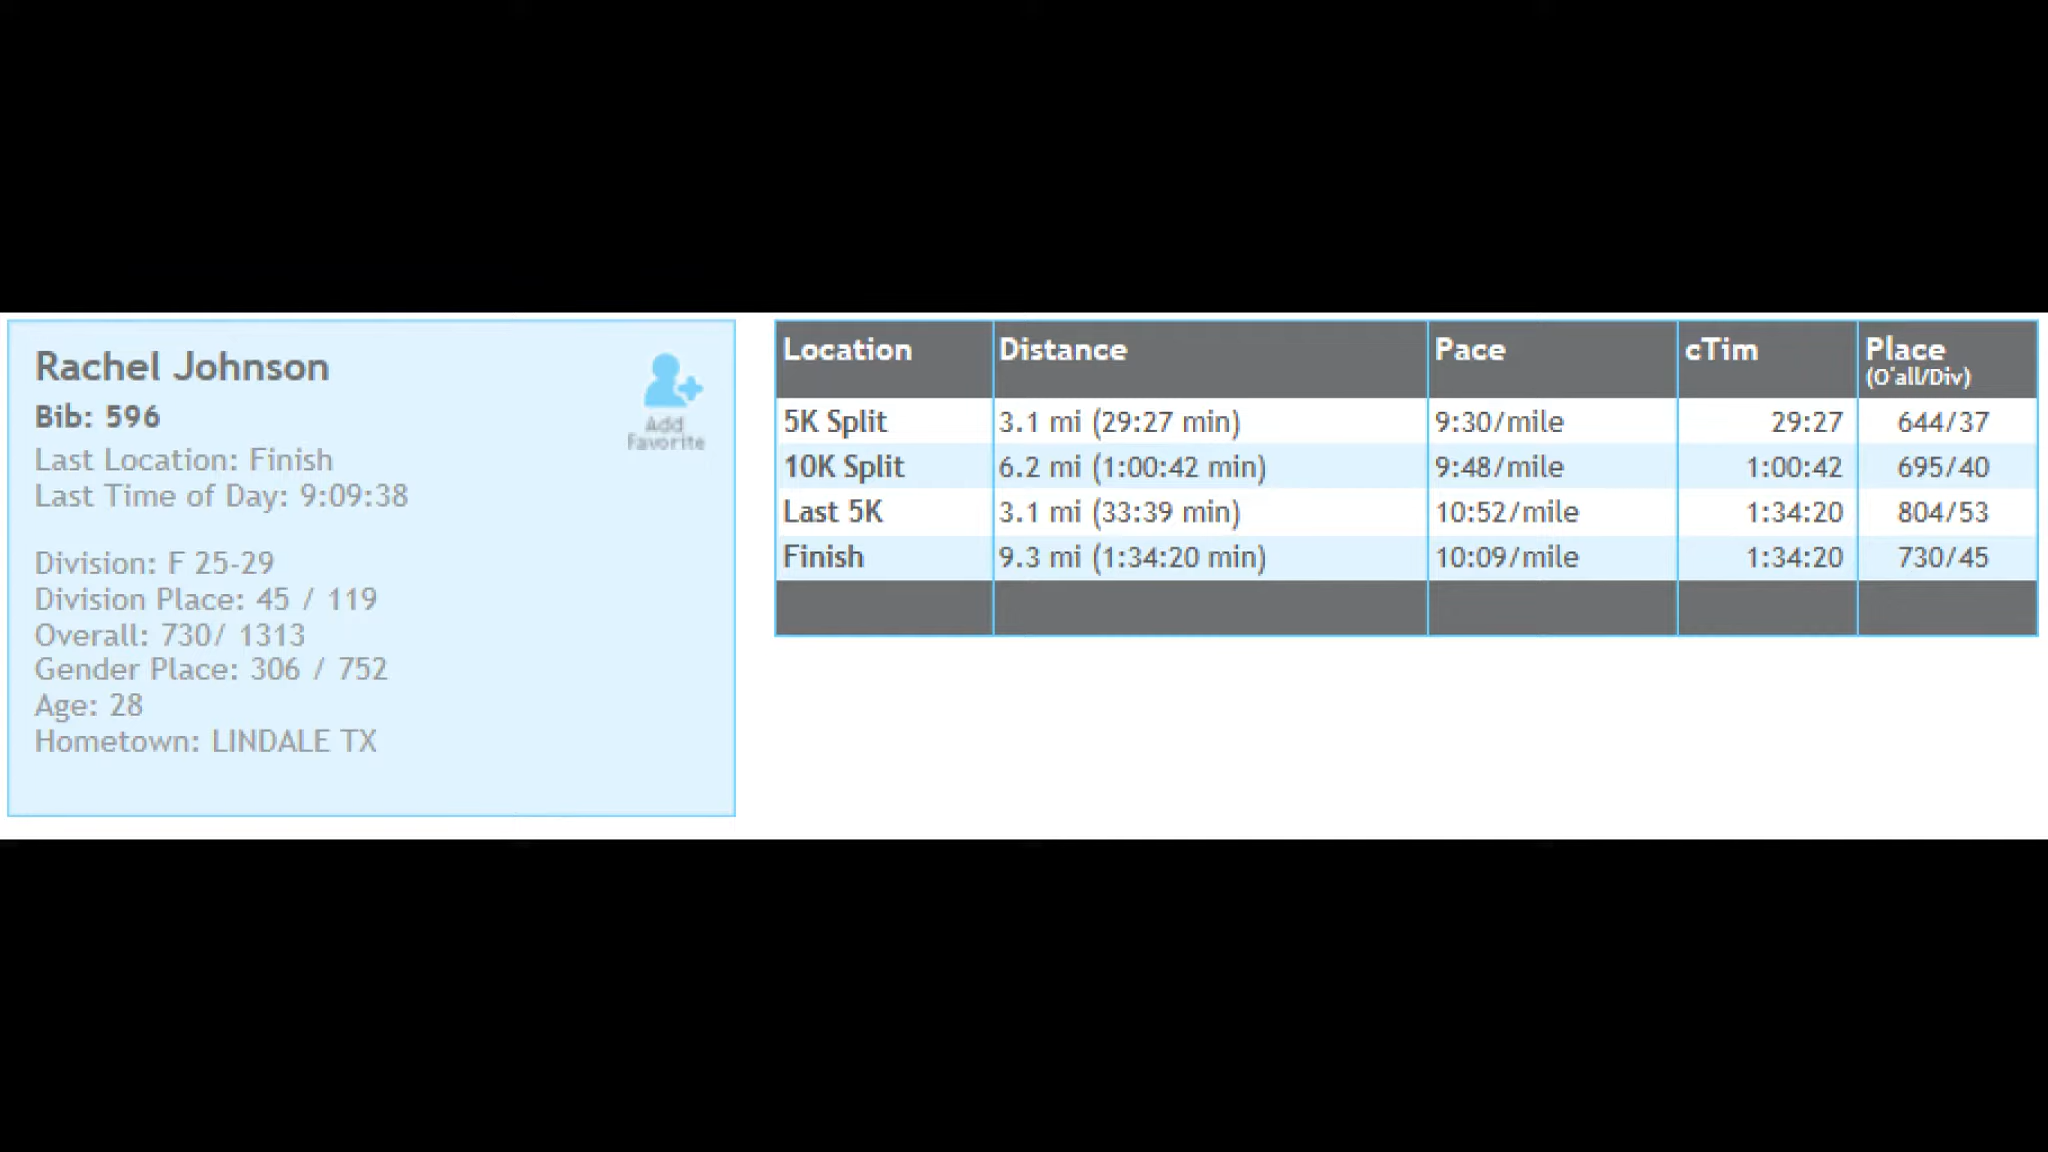 Rachel Johnson
Bib: 596
Last Location: Finish
Last Time of Day: 9:09:38
Division: F 25-29
Division Place: 45 / 119
Overall: 730/ 1313
Gender Place: 306 / 752
Age: 28
Hometown: LINDALE TX
Add
Favorite
Location Distance Pace cTim Place
(O'all/Div)
5K Split 3.1 mi (29:27 min) 9:30/mile 29:27 644/37
10K Split 6.2 mi (1:00:42 min) 9:48/mile 1:00:42 695/40
Last 5K 3.1 mi (33:39 min) 10:52/mile 1:34:20 804/53
Finish 9.3 mi (1:34:20 min) 10:09/mile 1:34:20 730/45